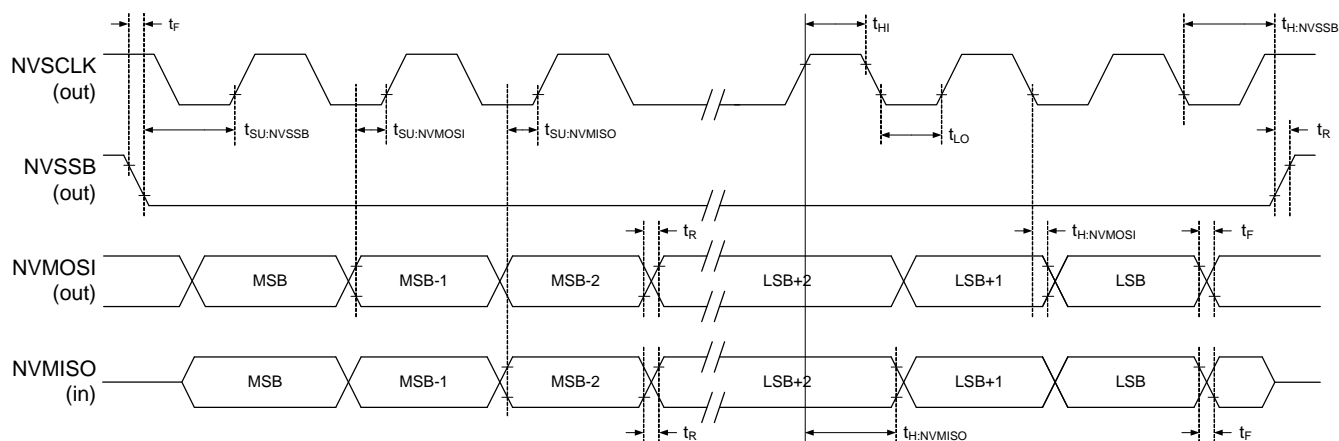 tF
tHI
tH:NVSSB
NVSCLK
(out)
tSU:NVSSB
tSU:NVMOSI
tSU:NVMISO
tLO
tR
NVSSB
(out)
tR
tH:NVMOSI
tF
NVMOSI
(out)
MSB
MSB-1
MSB-2
LSB+2
LSB+1
LSB
NVMISO
(in)
MSB
MSB-1
MSB-2
LSB+2
LSB+1
LSB
tR
tH:NVMISO
tF